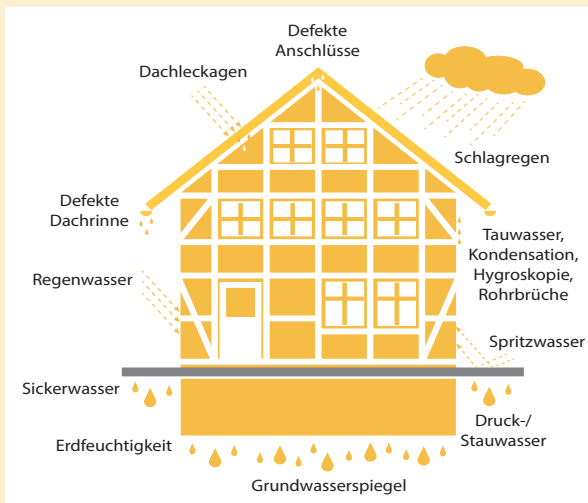 Defekte
Anschlüsse
Dachleckagen
Schlagregen
Defekte
Dachrinne
Tauwasser,
Kondensation,
Hygroskopie,
Rohrbrüche
Regenwasser
Spritzwasser
Sickerwasser
Druck-/
Stauwasser
Erdfeuchtigkeit
Grundwasserspiegel